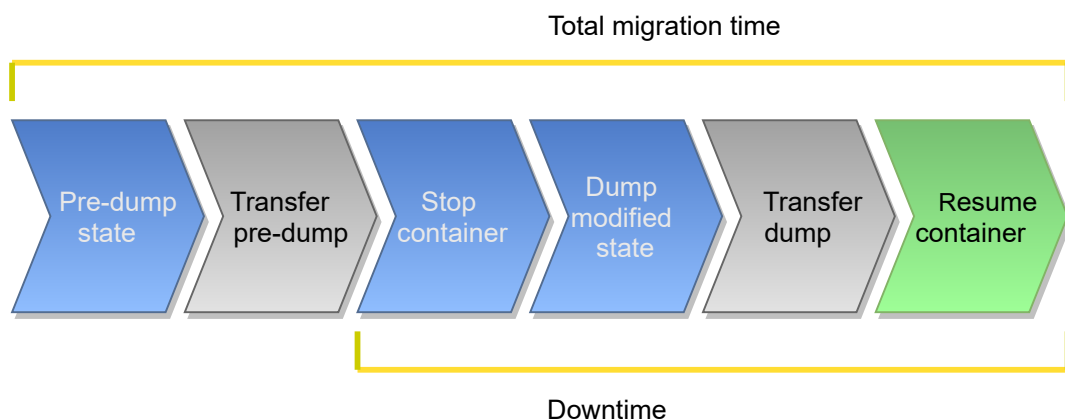 Total migration time
Pre-dump
state
Transfer
pre-dump
Stop
container
Dump
modified
state
Transfer
dump
Resume
container
Downtime